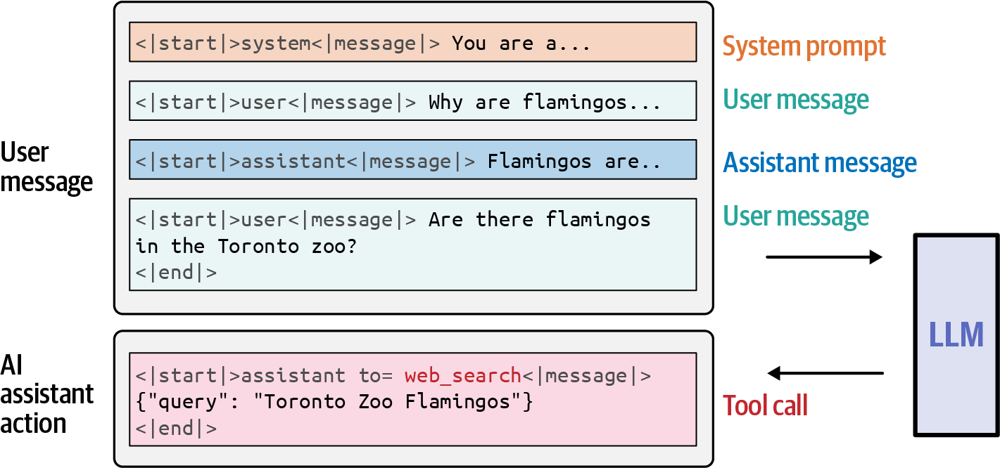 <|start|>system<|message|> You are a...
System prompt
<|start|>user<|message|> Why are flamingos...
User message
User
message
<|start|>assistant<|message|> Flamingos are..
Assistant message
<|start|>user<|message|> Are there flamingos
in the Toronto zoo?
<|end|>
User message
LLM
AI
assistant
action
<|start|>assistant to= web_search<|message|>
{"query": "Toronto Zoo Flamingos"}
<|end|>
Tool call